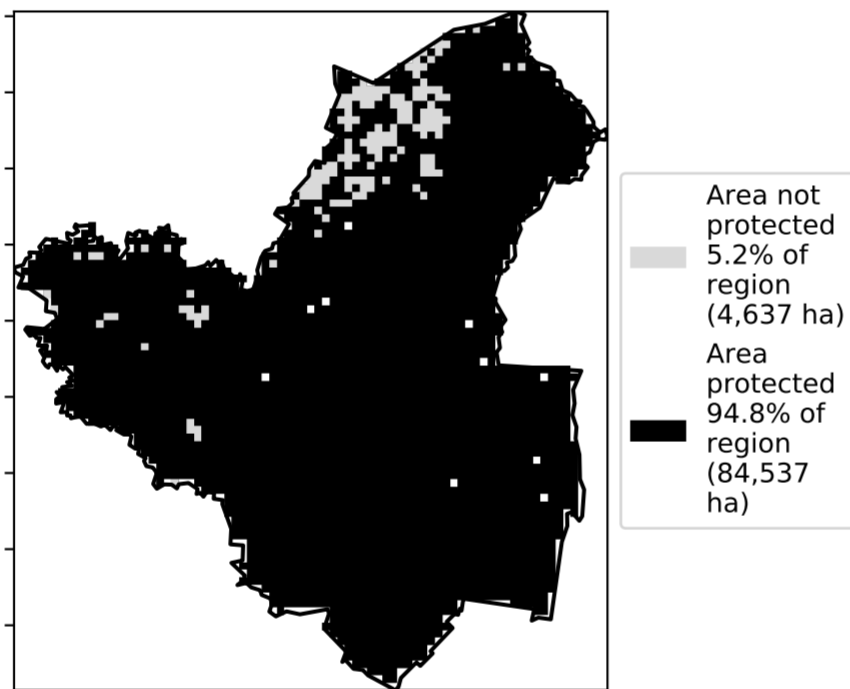 Area not
protected
5.2% of
region
(4,637 ha)
Area
protected
94.8% of
region
(84,537
ha)